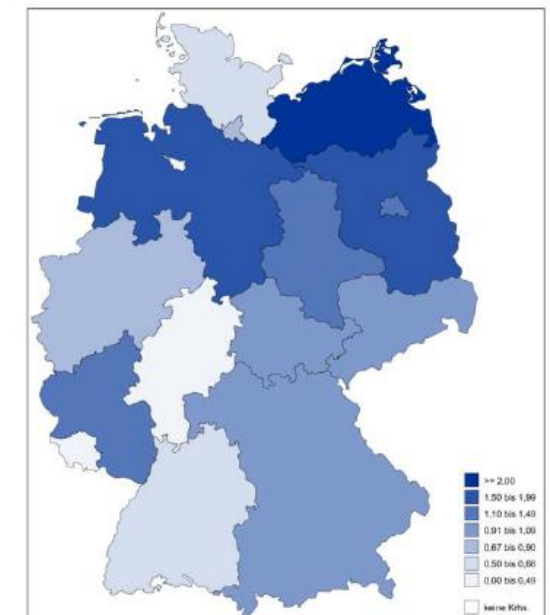 >= 2,00
1,50 bis 1,99
1,10 bis 1,49
0,91 bis 1,09
0,67 bis 0,90
0,50 bis 0,66
0,00 bis 0,49
keine Krhs.